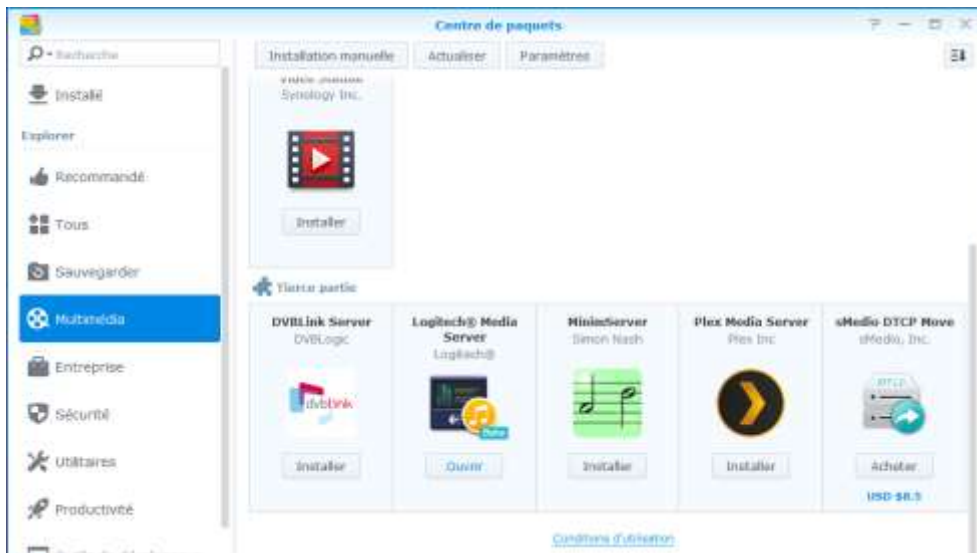 Centre de paquets
Recherche
Installation manuelle
Actualiser
Paramètres
Installé
Explorer
Recommandé
Tous
Sauvegarder
Multimédia
Entreprise
Sécurité
Utilitaires
Productivité
Synology Inc.
Installer
Tierce partie
DVBLink Server
DVBLogic
dvblink
Installer
Logitech® Media
Server
Logitech®
Beta
Ouvrir
MinimServer
Simon Nash
Installer
Plex Media Server
Plex Inc
Installer
sMedio DTCP Move
sMedio, Inc.
DTCP
Acheter
USD $8.5
Conditions d'utilisation